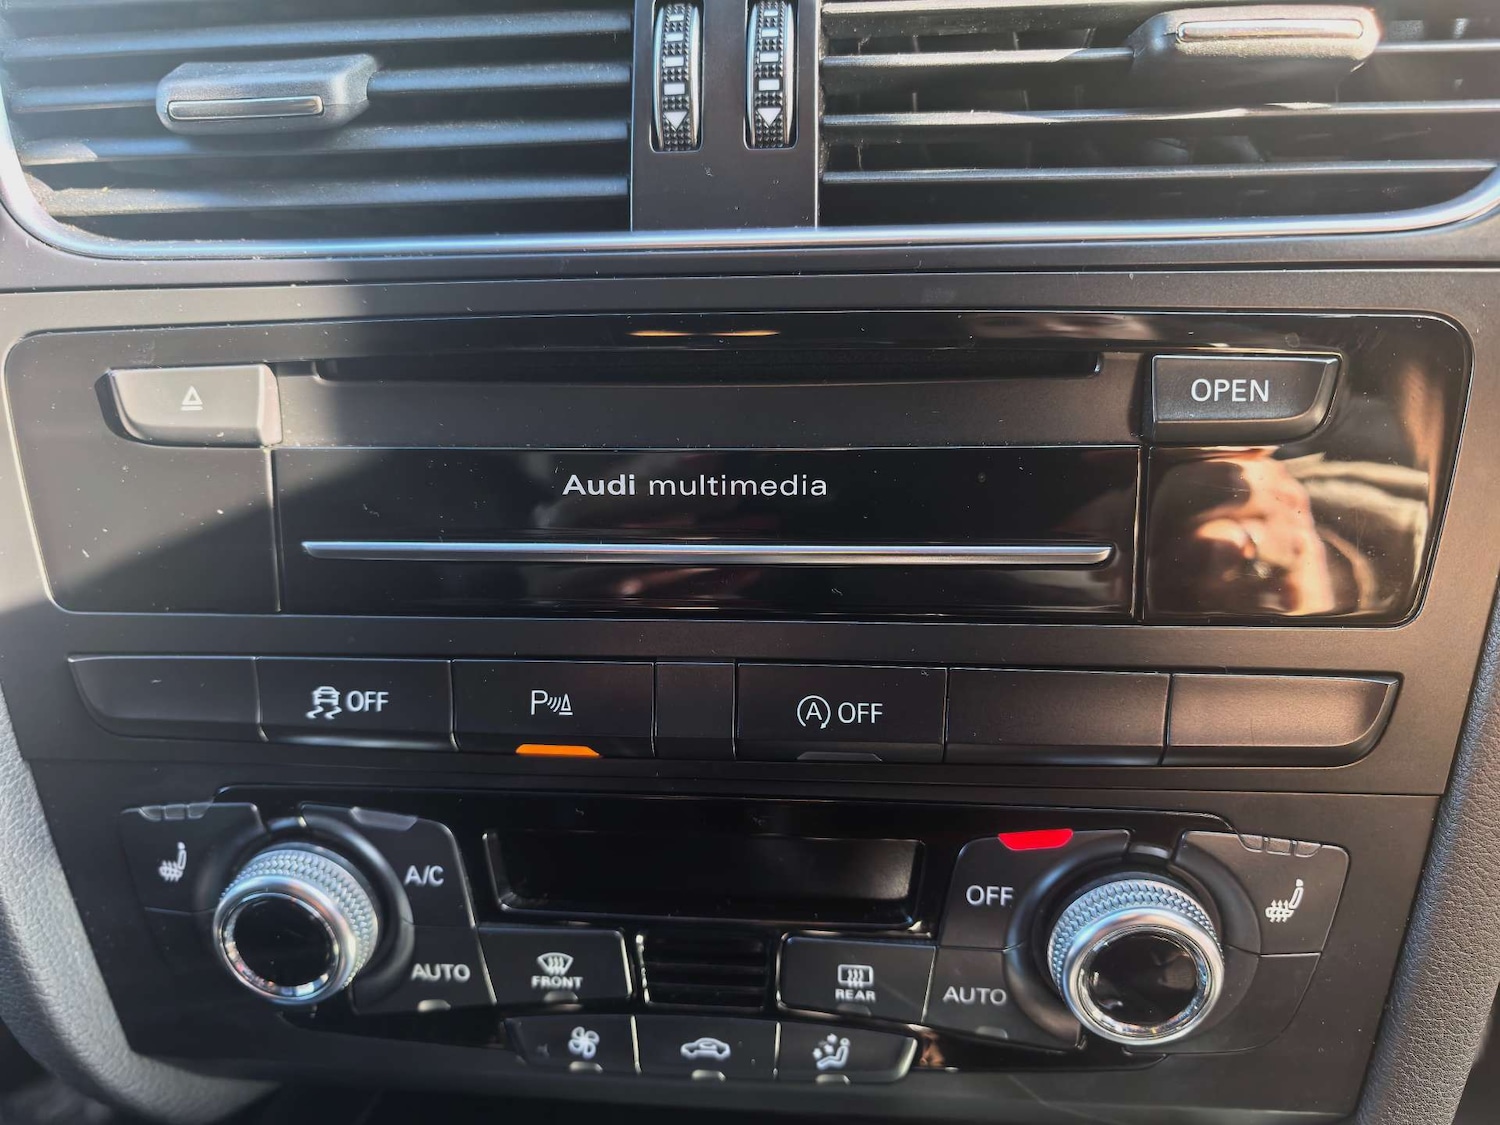 OPEN
Audi multimedia
OFF
P
A OFF
A/C
OFF
AUTO
FRONT
REAR
AUTO